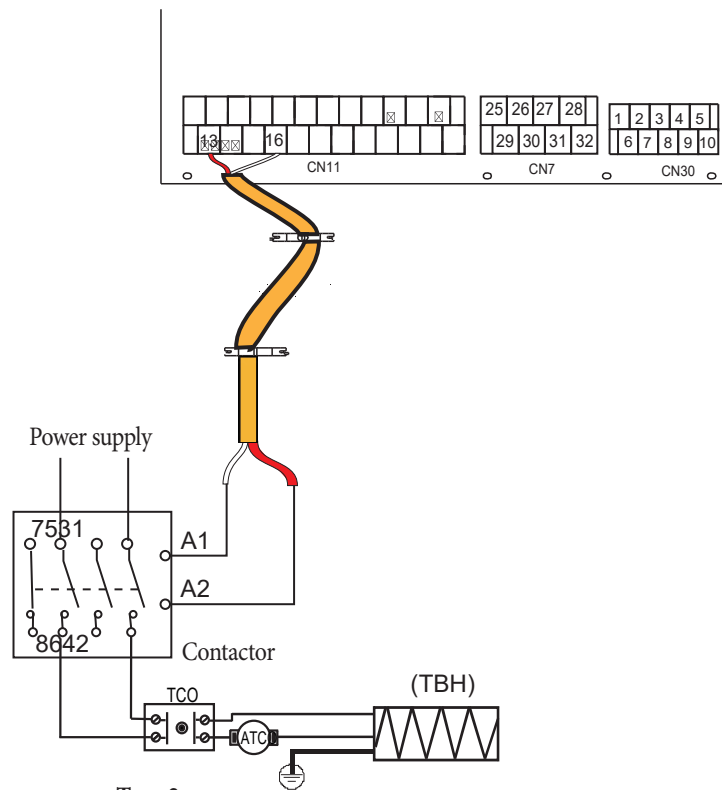 25 26 27 28
29 30 31 32
1 2 3 4 5
6 7 8 9 10
13 16
CN11
CN7
CN30
Power supply
7531
A1
A2
8642
Contactor
TCO
ATC
(TBH)